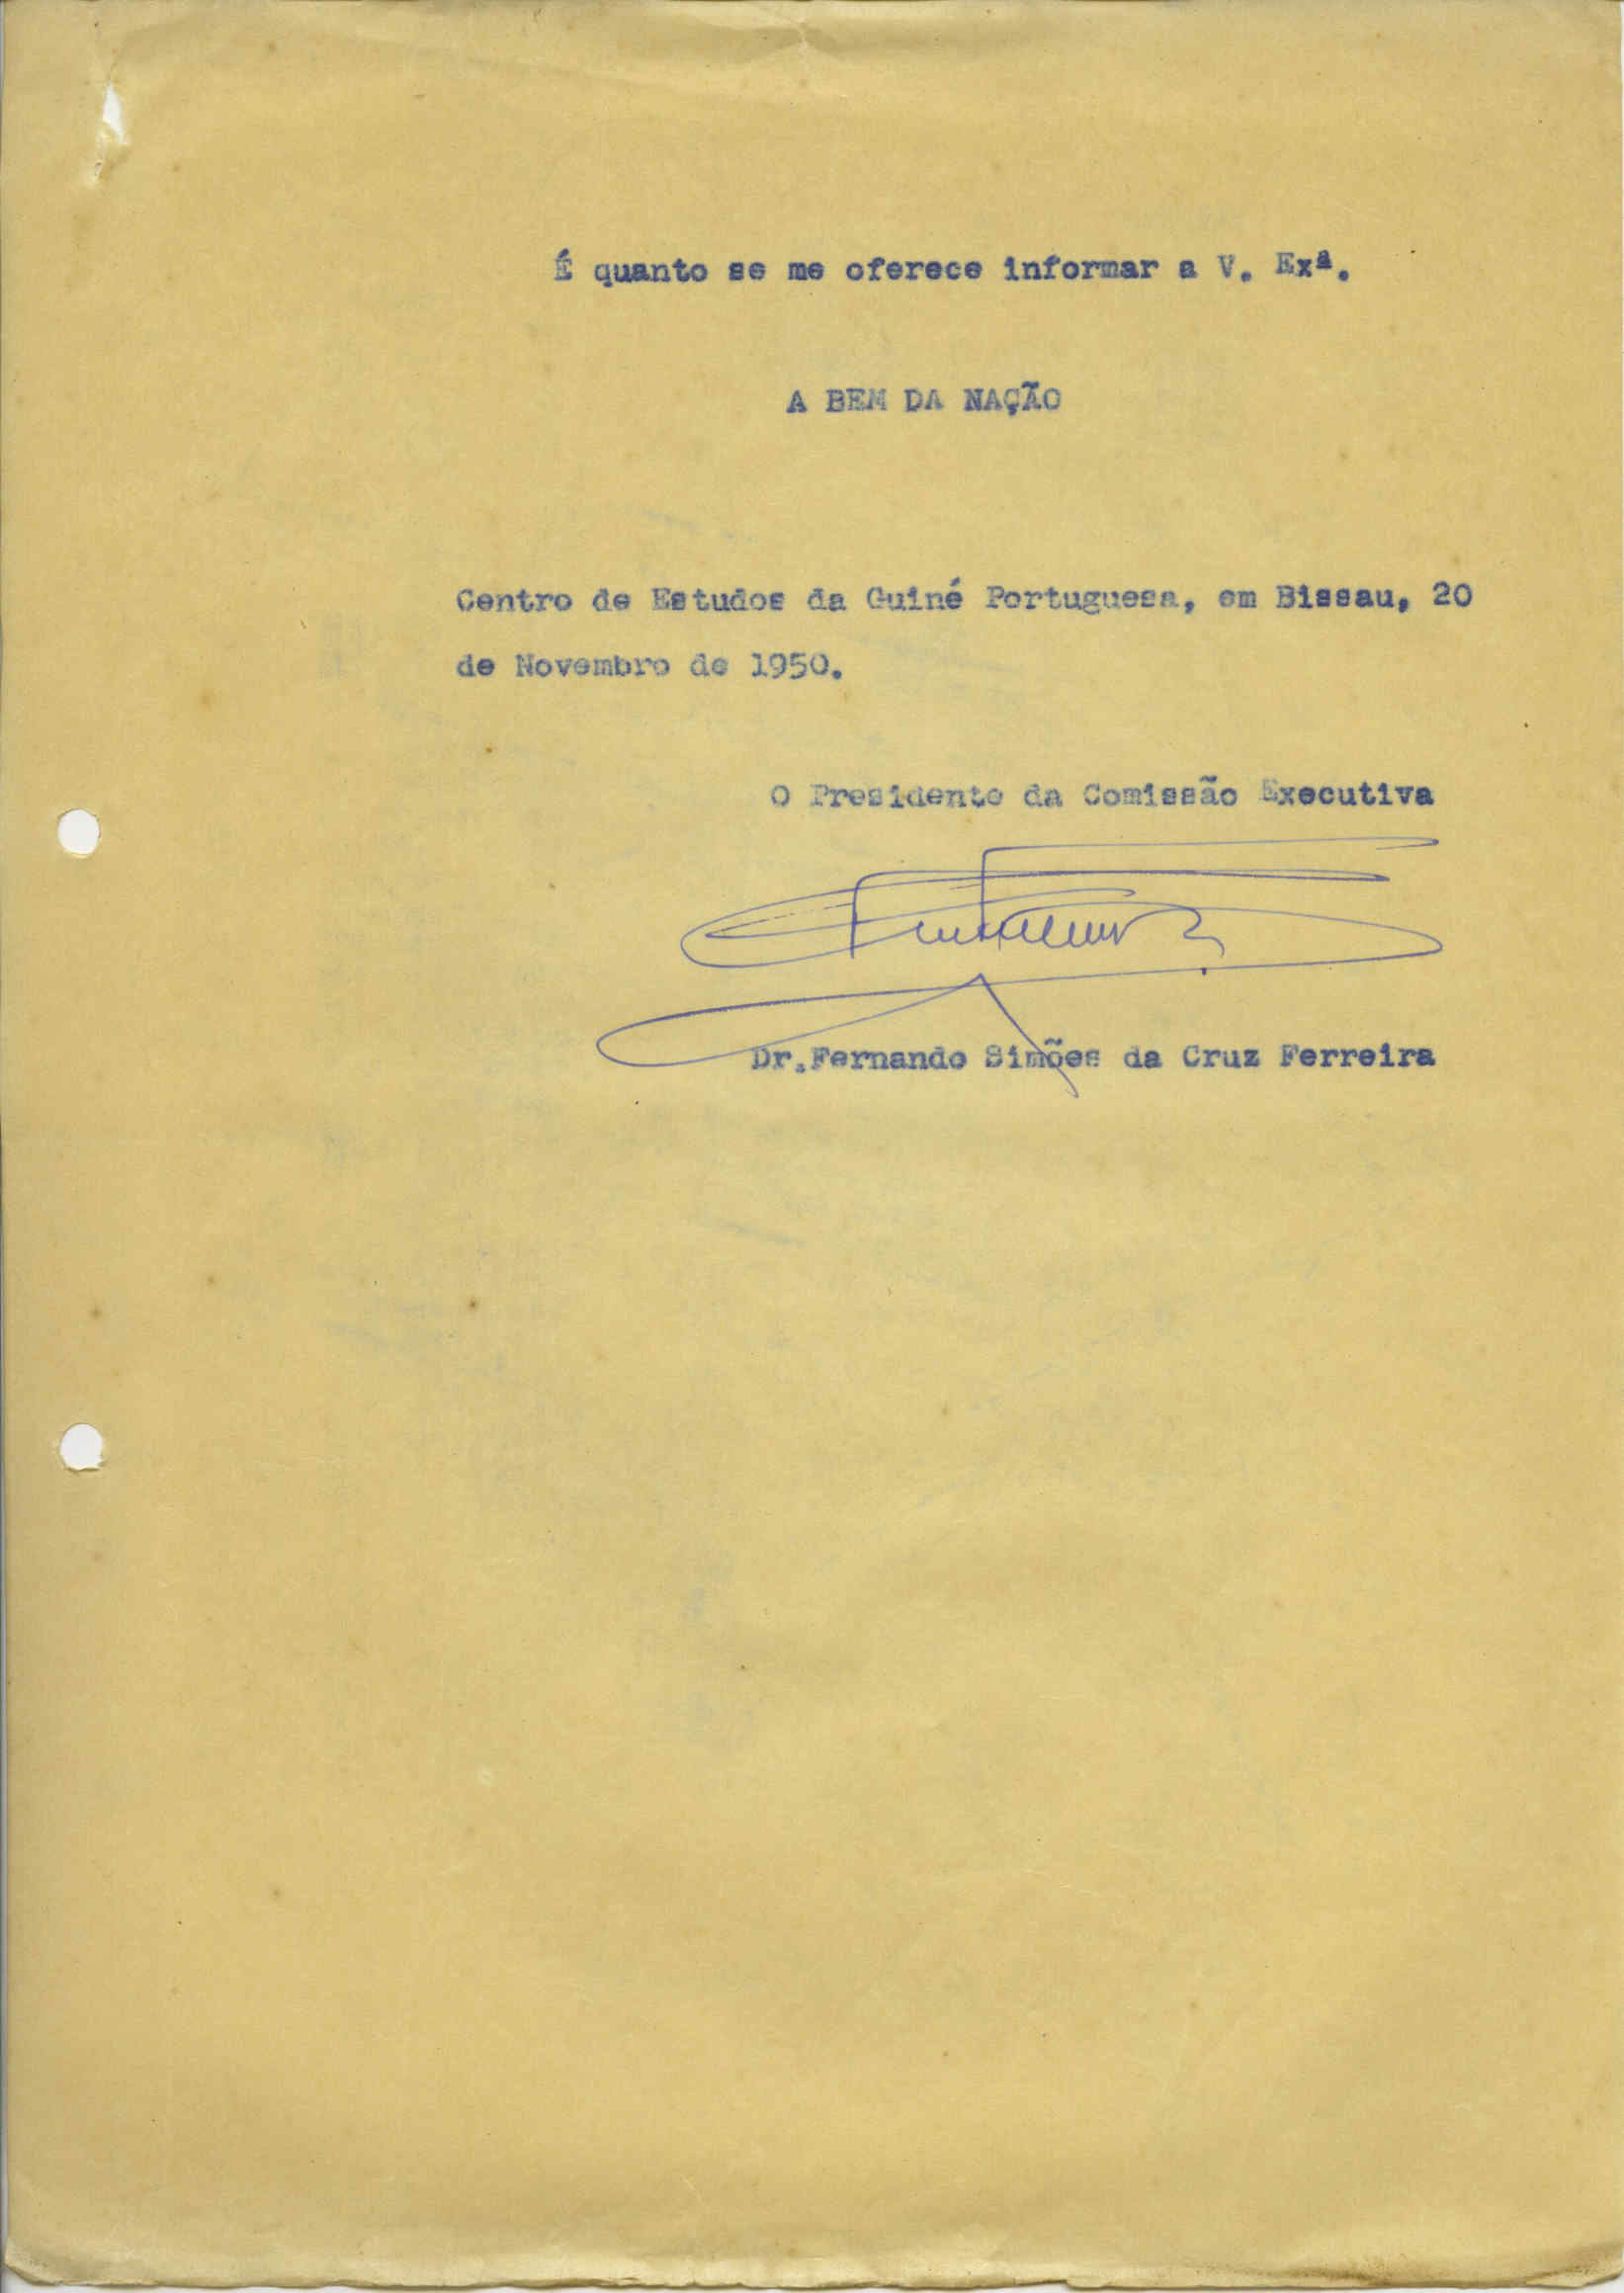 É quanto se me oferece informar a V. Exª.
A BEM DA NAÇÃO
Centro de Estudos da Guiné Portuguesa, em Bissau, 20
de Novembro de 1950.
O Presidente da Comissão Executiva
Dr.Fernando Simões da Cruz Ferreira